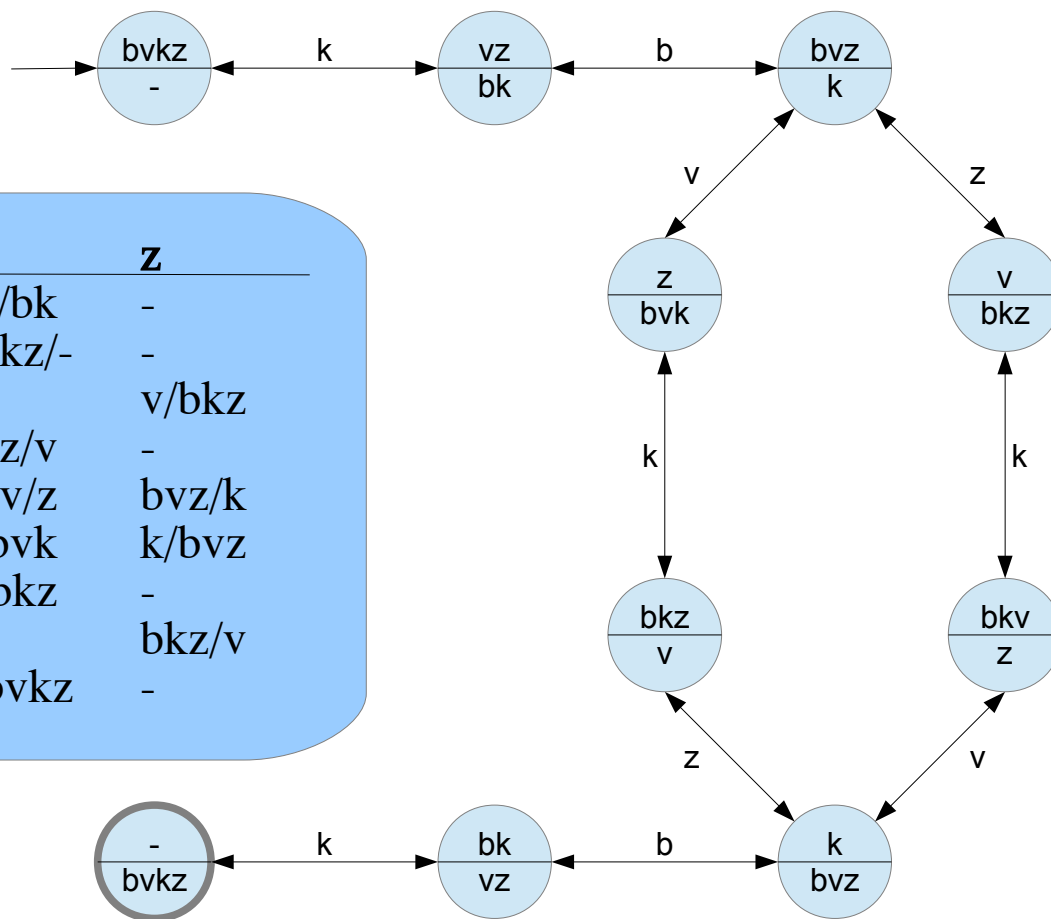 bvkz
-
k
vz
bk
b
bvz
k
v
z
z
/bk -
kz/- -
v/bkz
z/v -
v/z bvz/k
bvk k/bvz
bkz -
bkz/v
bvkz -
z
bvk
v
bkz
k
k
bkz
v
bkv
z
z
v
-
bvkz
k
bk
vz
b
k
bvz